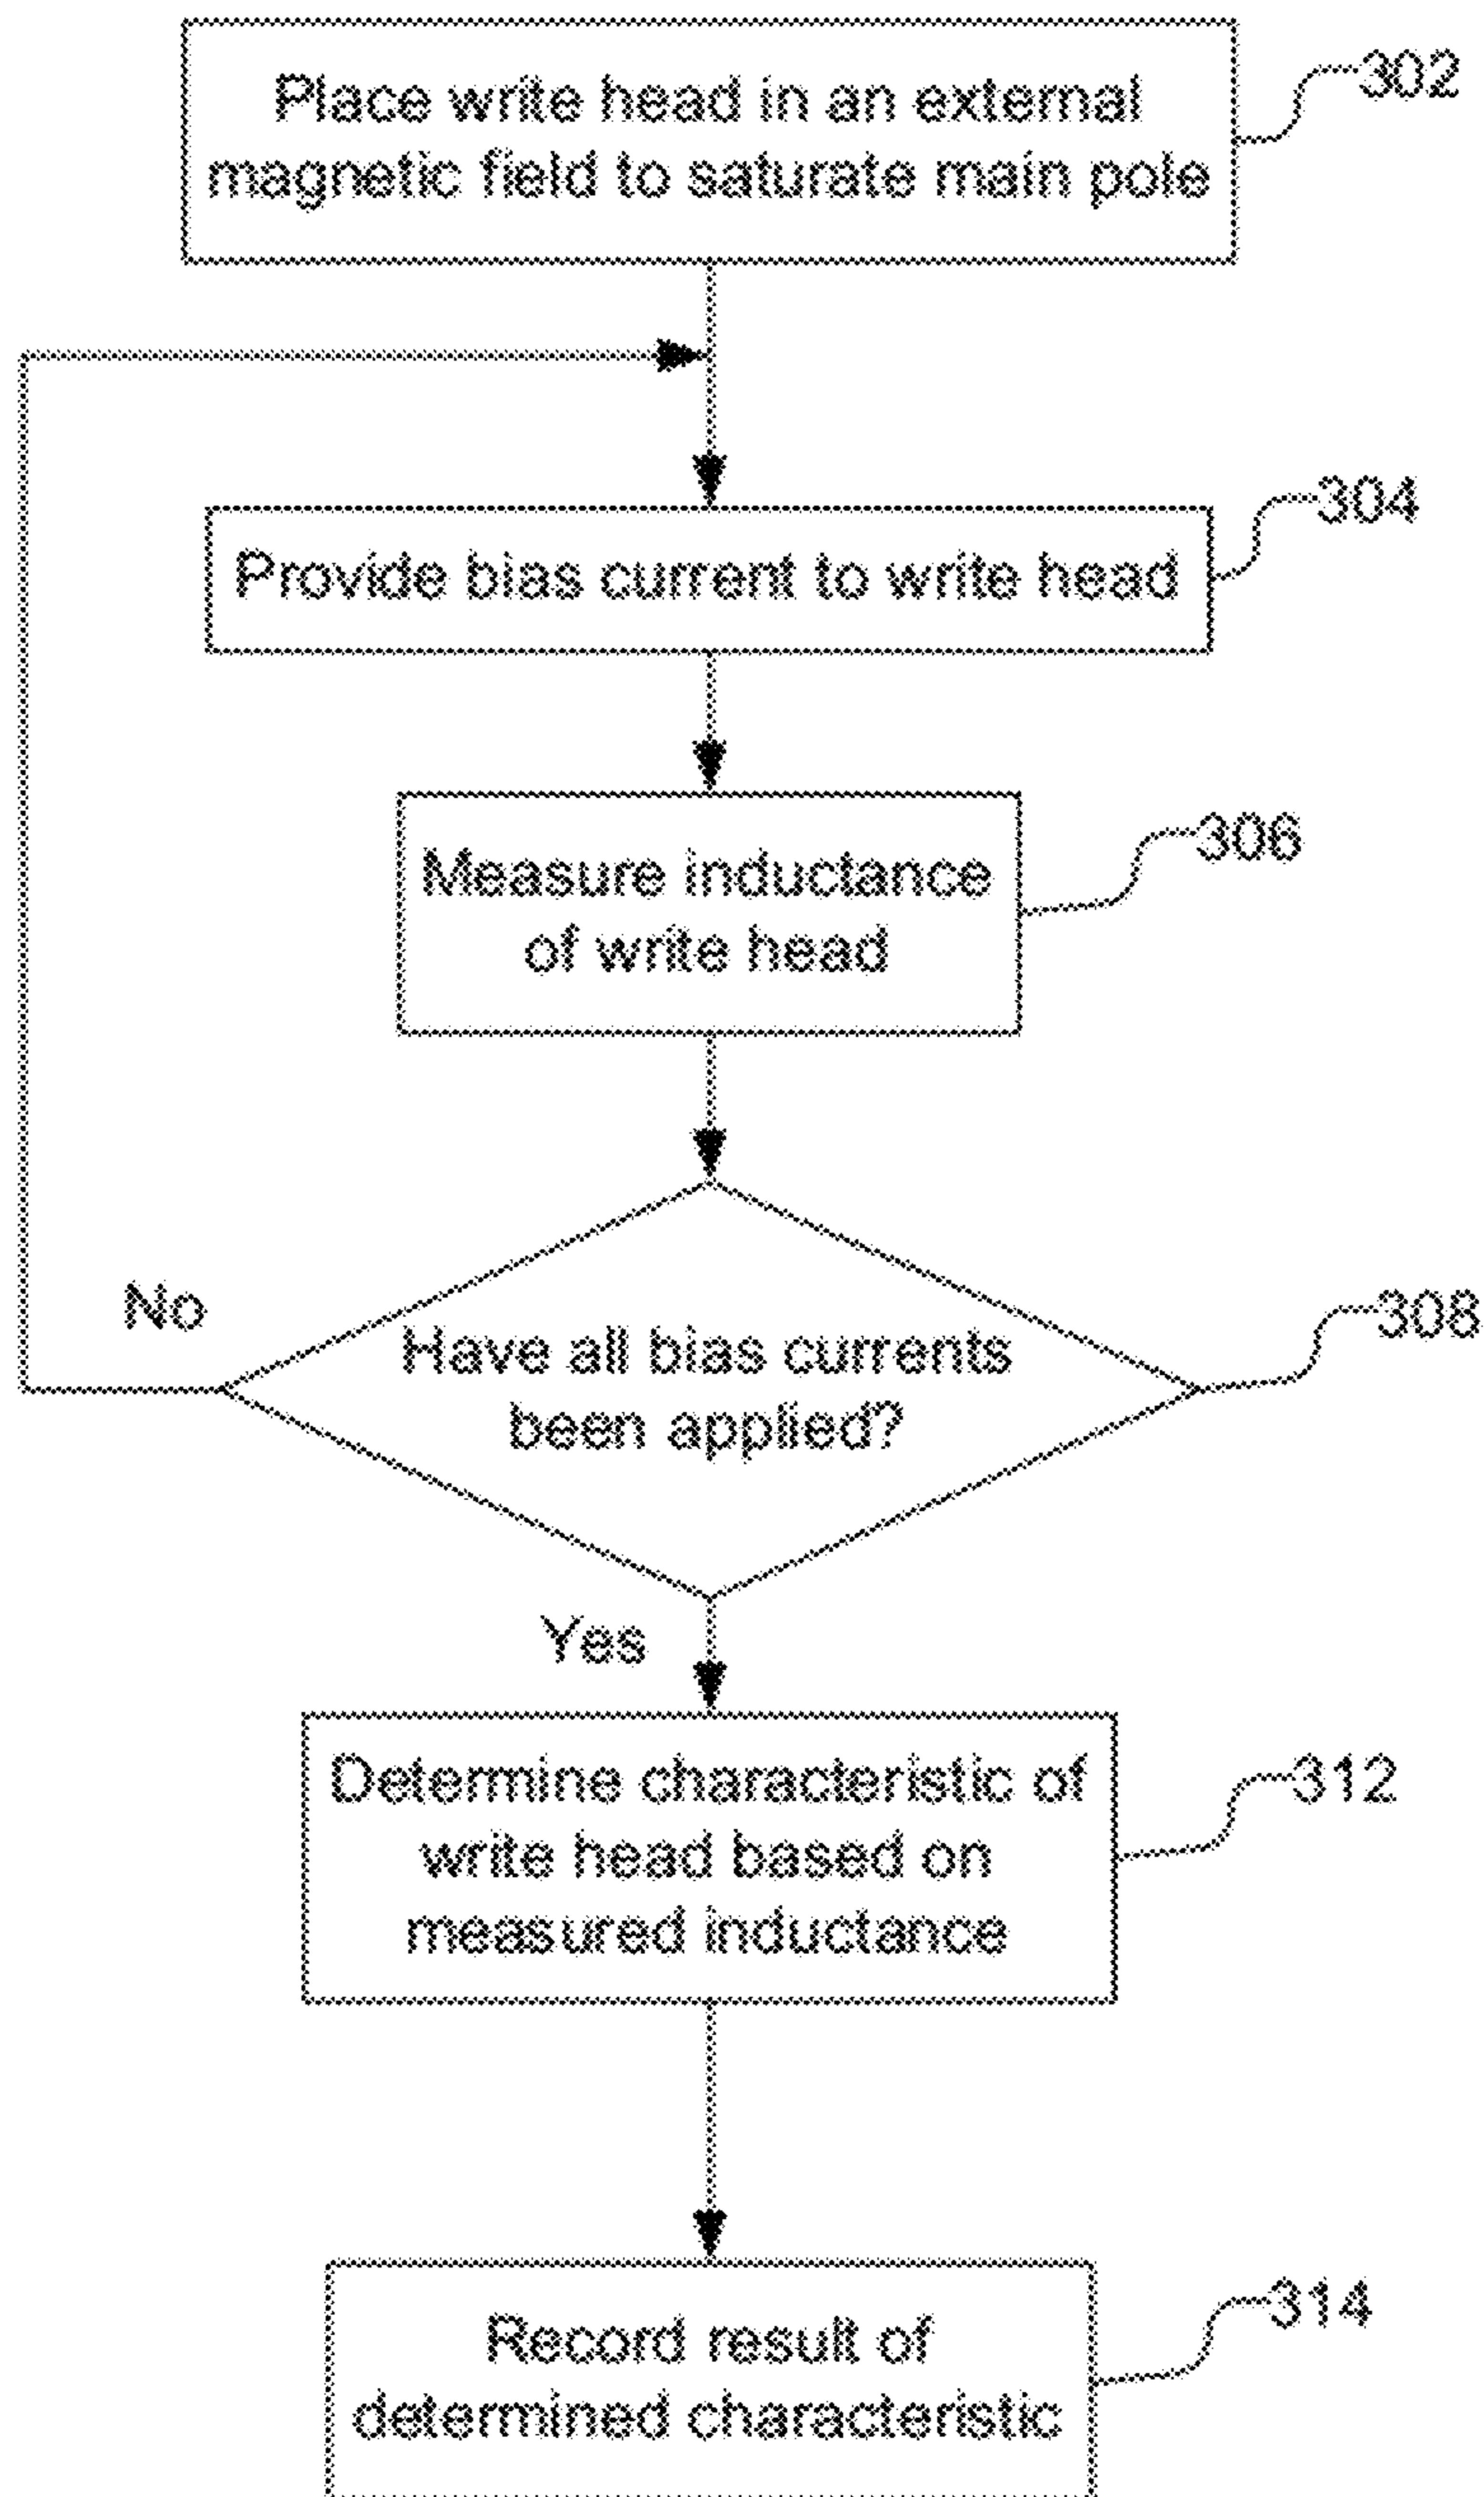 Place write head in an external
magnetic field to saturate main pole
302
Provide bias current to write head
304
Measure inductance
of write head
306
Have all bias currents
been applied?
308
No
Yes
Determine characteristic of
write head based on
measured inductance
312
Record result of
determined characteristic
314